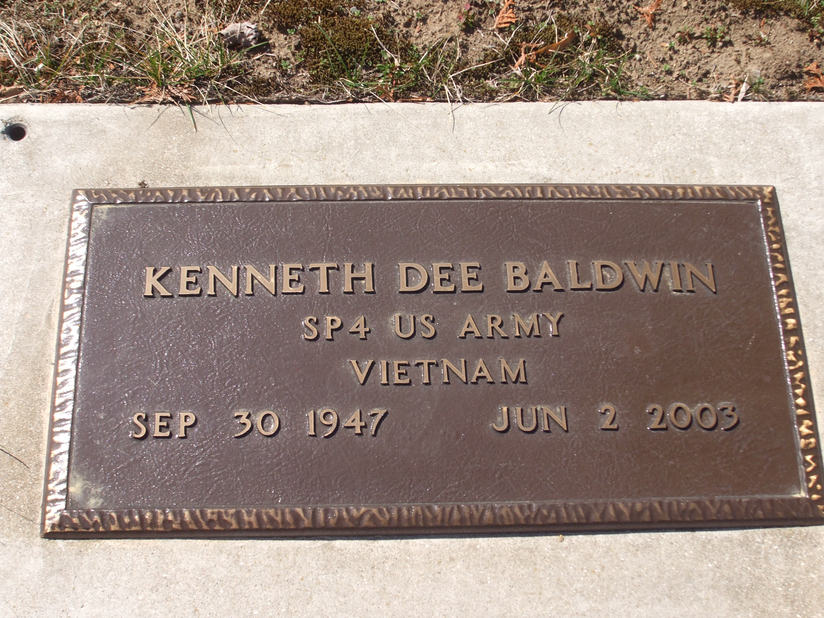 KENNETH DEE BALDWIN
SP4 US ARMY
VIETNAM
SEP 30 1947 JUN 2 2003